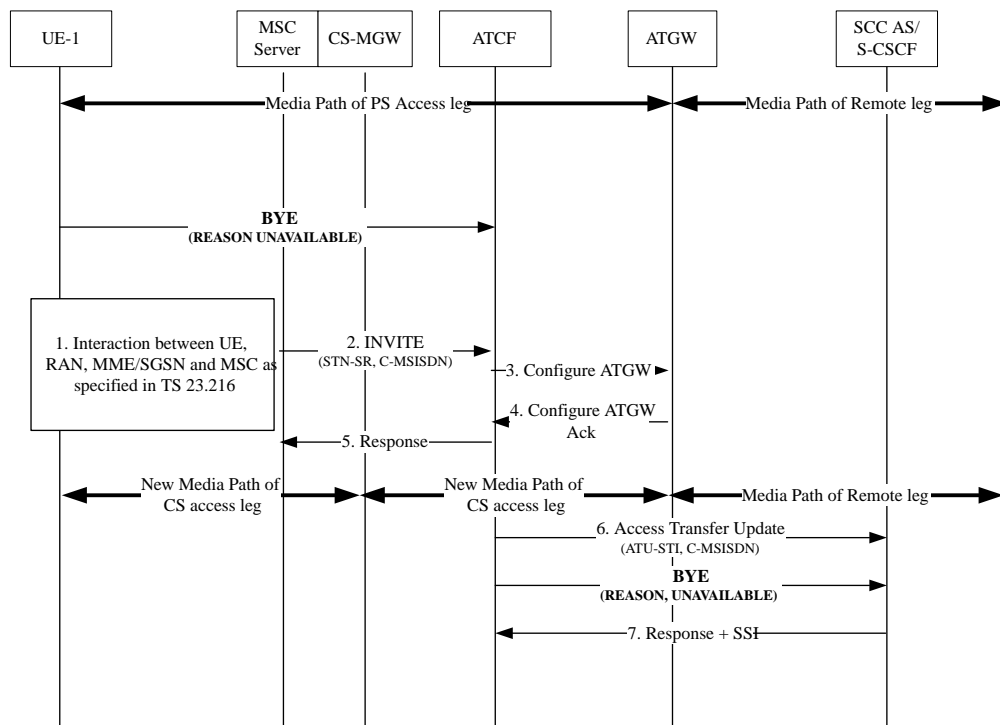 UE-1
MSC
Server
CS-MGW
ATCF
ATGW
SCC AS/
S-CSCF
Media Path of PS Access leg
Media Path of Remote leg
BYE
(REASON UNAVAILABLE)
1. Interaction between UE,
RAN, MME/SGSN and MSC as
specified in TS 23.216
2. INVITE
(STN-SR, C-MSISDN)
3. Configure ATGW
4. Configure ATGW
Ack
5. Response
New Media Path of
CS access leg
New Media Path of
CS access leg
Media Path of Remote leg
6. Access Transfer Update
(ATU-STI, C-MSISDN)
BYE
(REASON, UNAVAILABLE)
7. Response + SSI